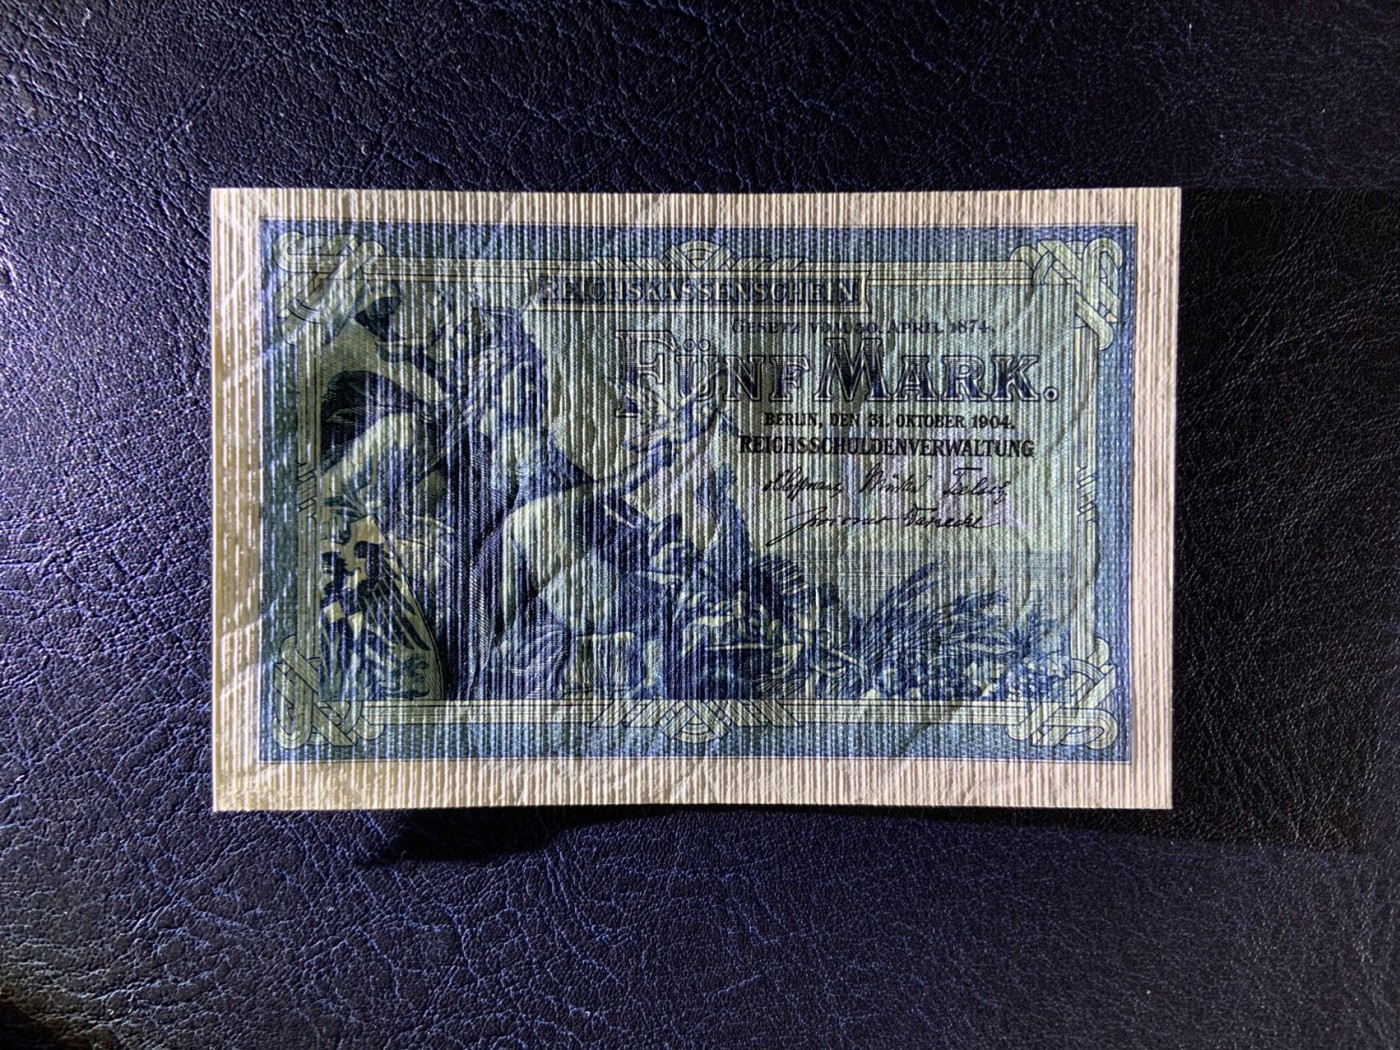 REICHSKASSENSCHEIN
GESETZ VOM 30. APRIL 1874.
FÜNF MARK.
BERLIN, DEN 31. OKTOBER 1904.
REICHSSCHULDENVERWALTUNG